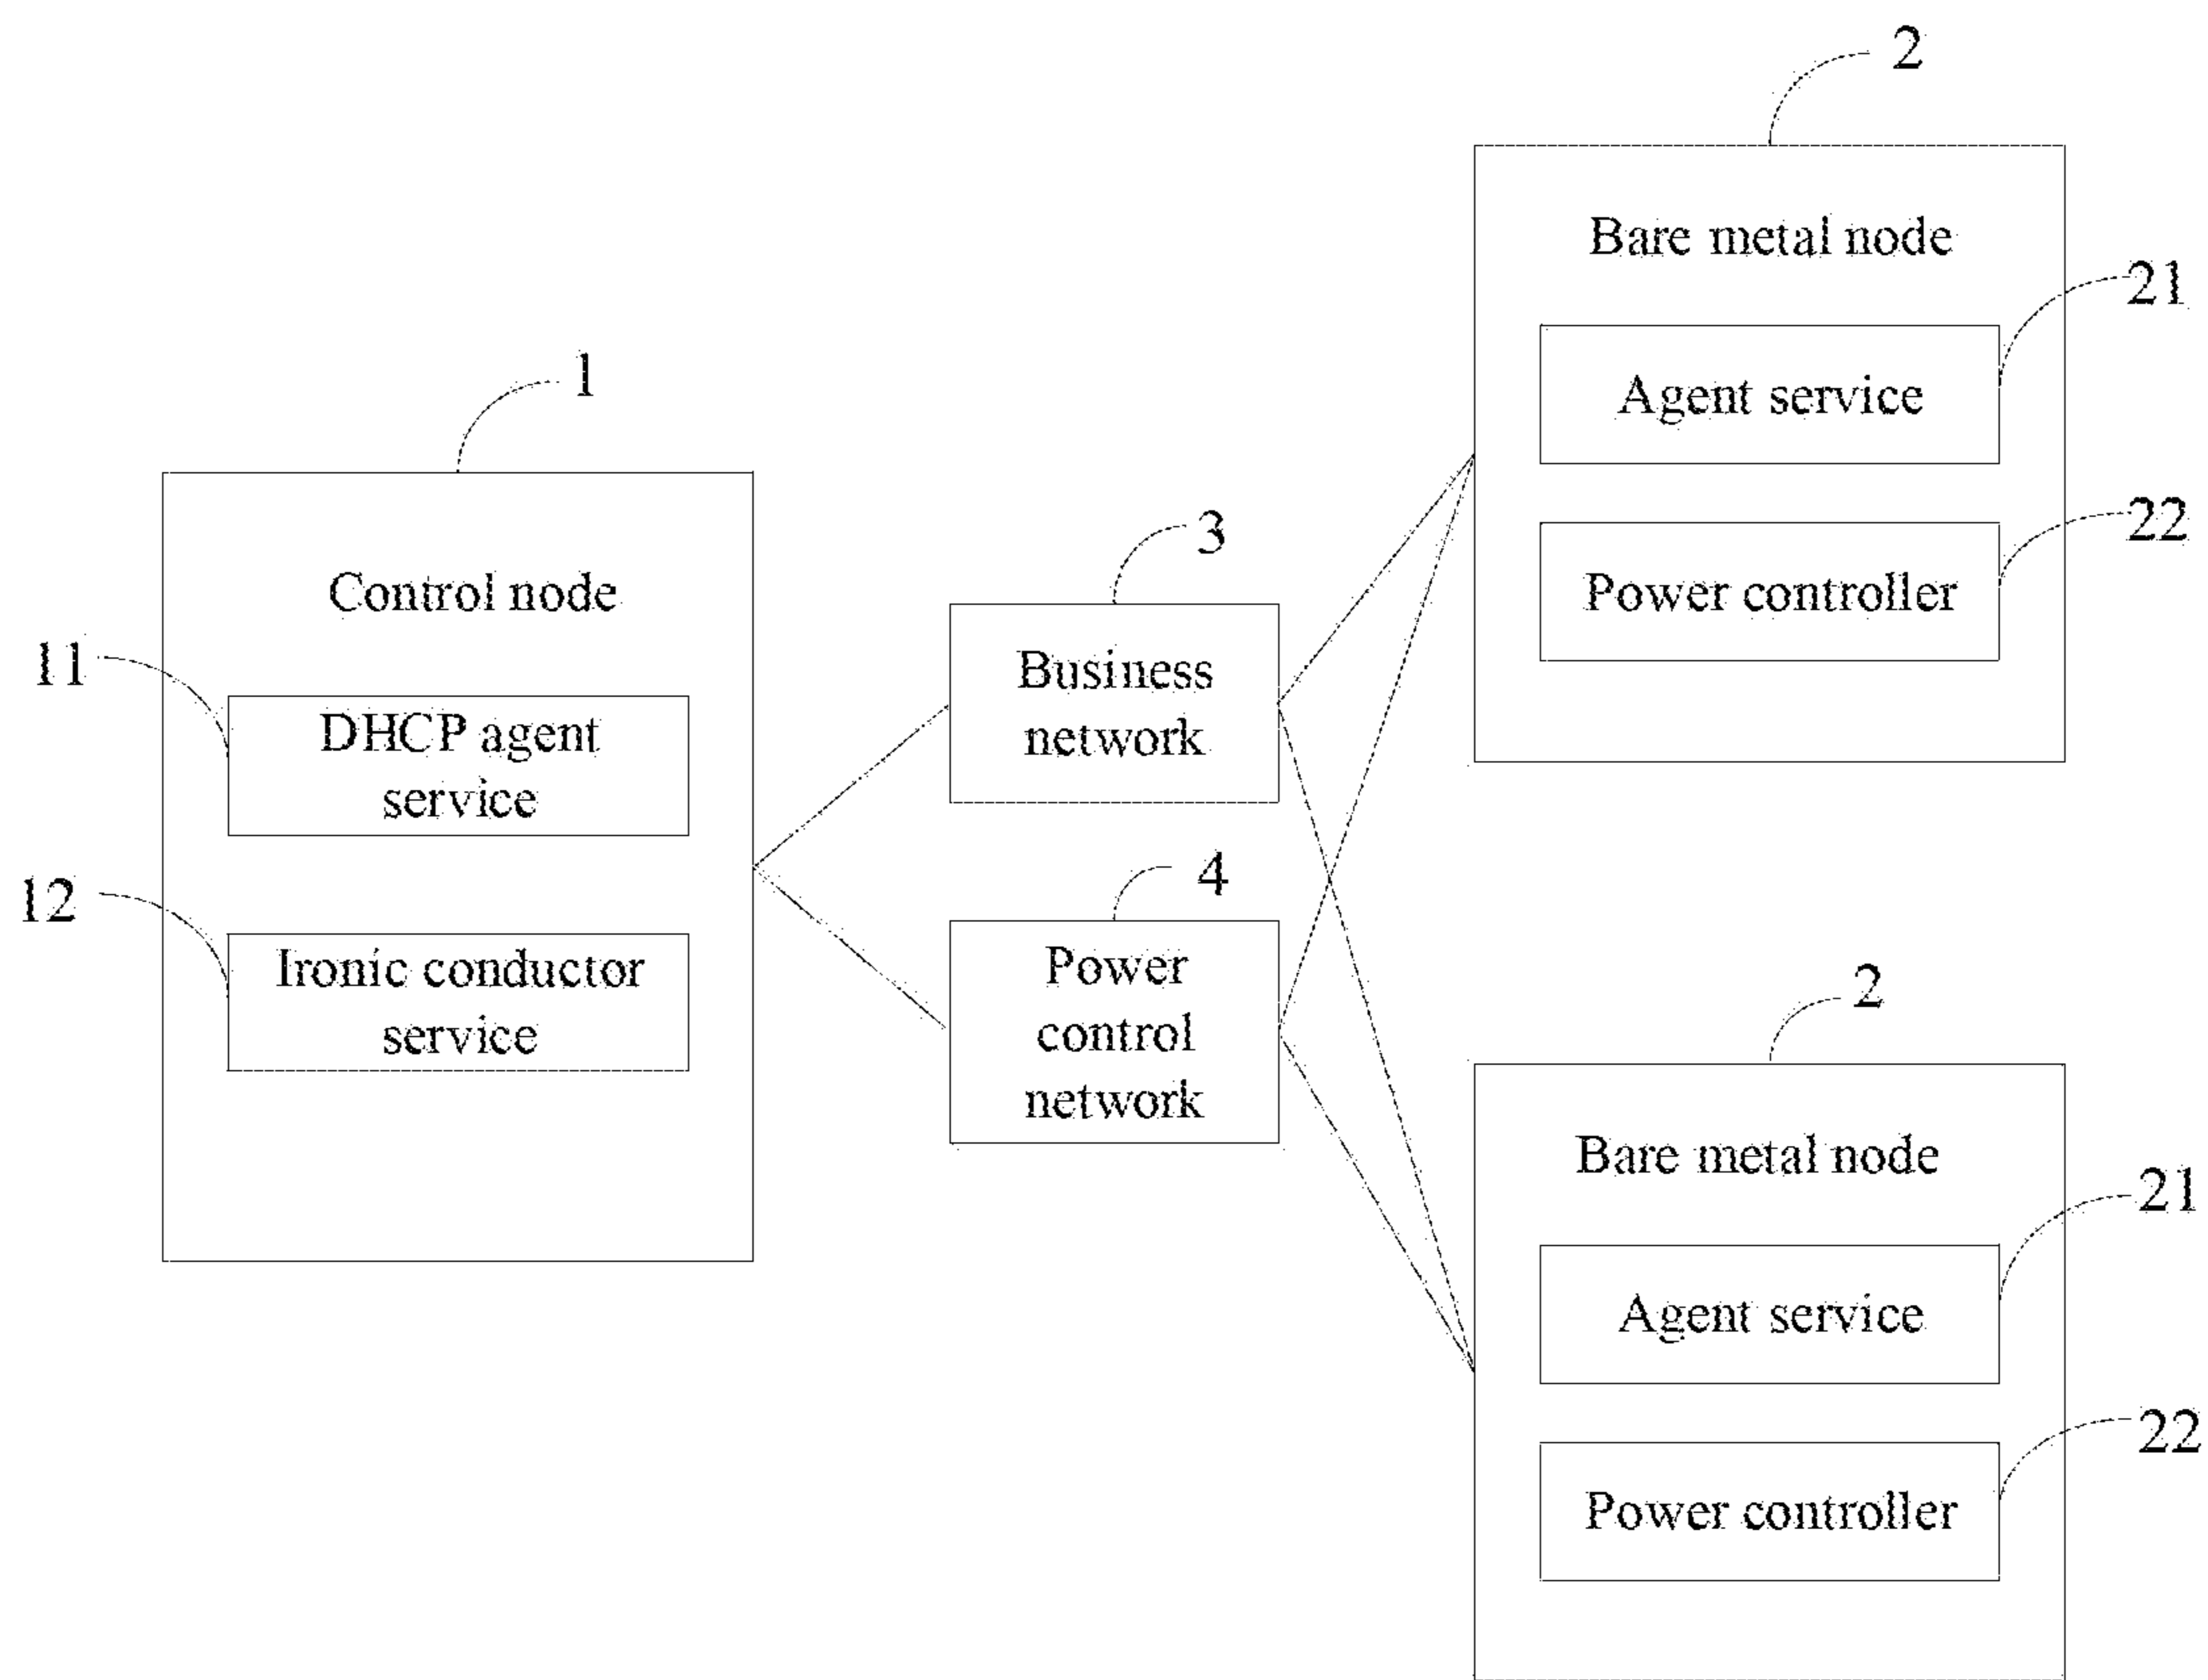 1
Control node
11
DHCP agent
service
12
Ironic conductor
service
3
Business
network
4
Power
control
network
2
Bare metal node
21
Agent service
22
Power controller
2
Bare metal node
21
Agent service
22
Power controller